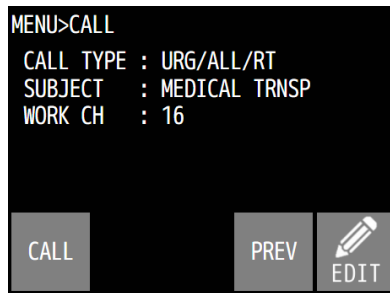 MENU>CALL
CALL TYPE : URG/ALL/RT
SUBJECT : MEDICAL TRNSP
WORK CH : 16
CALL PREV EDIT